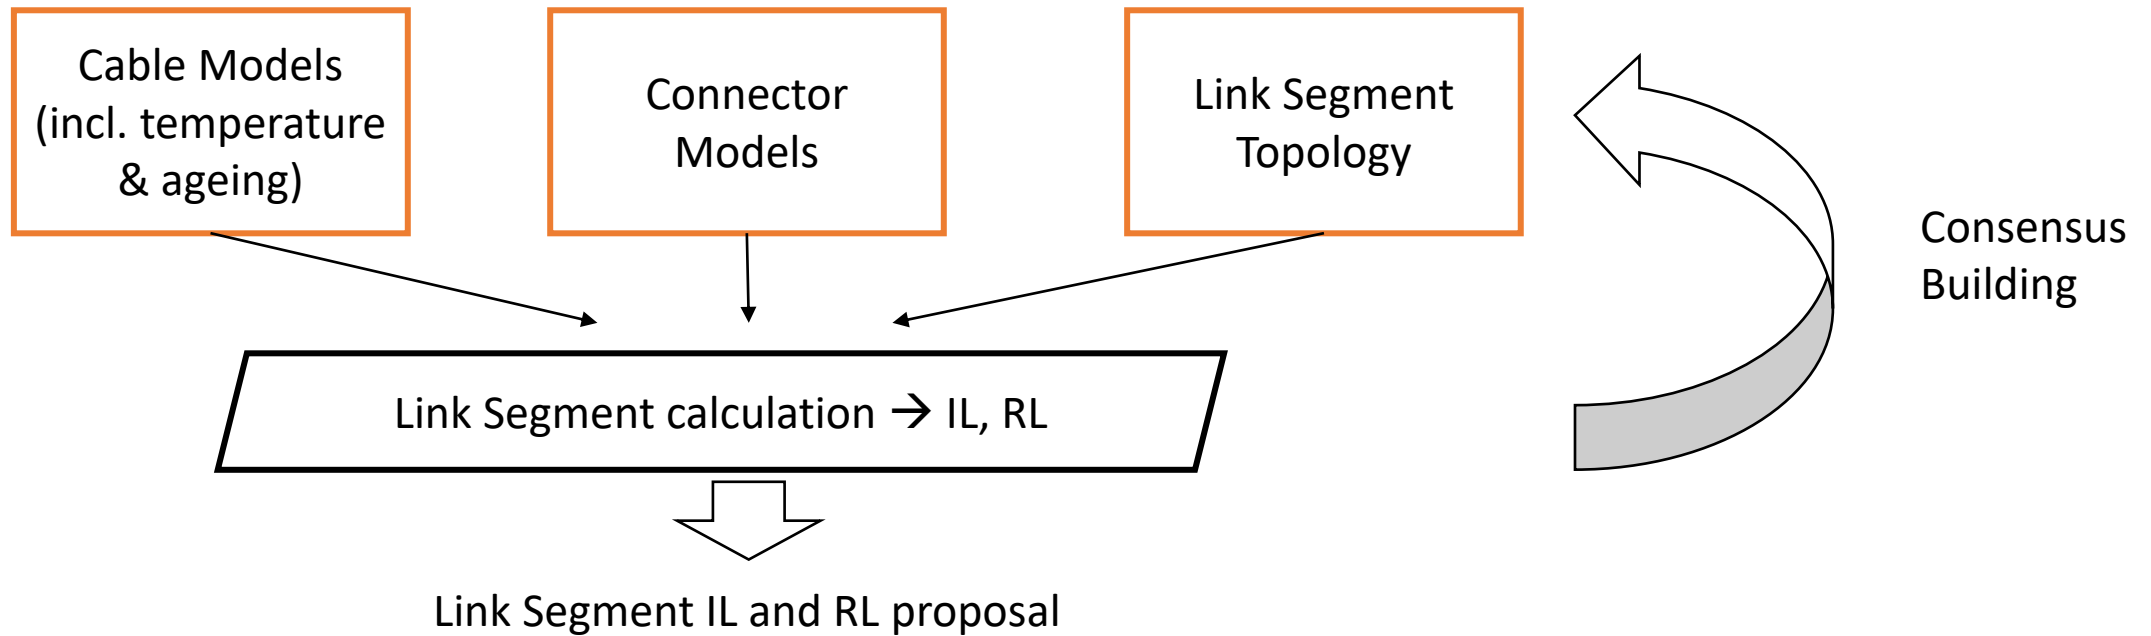 Cable Models
(incl. temperature
& ageing)
Connector
Models
Link Segment
Topology
Consensus
Building
Link Segment calculation → IL, RL
Link Segment IL and RL proposal